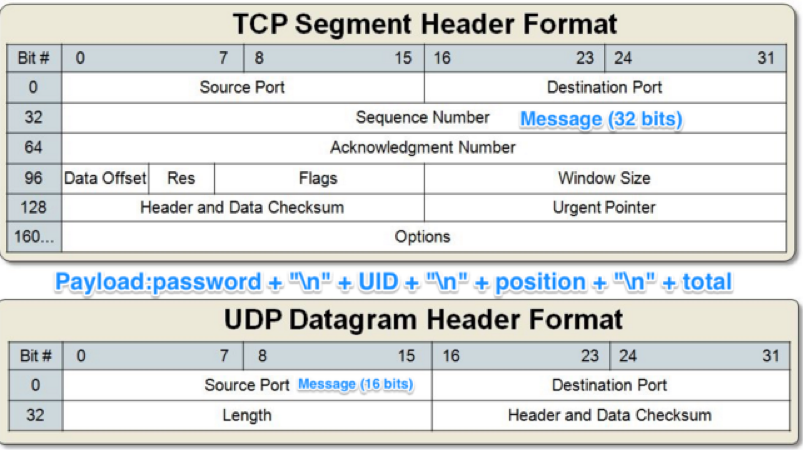 TCP Segment Header Format
Bit # 0 7 8 15 16 23 24 31
0 Source Port Destination Port
32 Sequence Number Message (32 bits)
64 Acknowledgment Number
96 Data Offset Res Flags Window Size
128 Header and Data Checksum Urgent Pointer
160... Options
Payload:password + "\n" + UID + "\n" + position + "\n" + total
UDP Datagram Header Format
Bit # 0 7 8 15 16 23 24 31
0 Source Port Message (16 bits) Destination Port
32 Length Header and Data Checksum